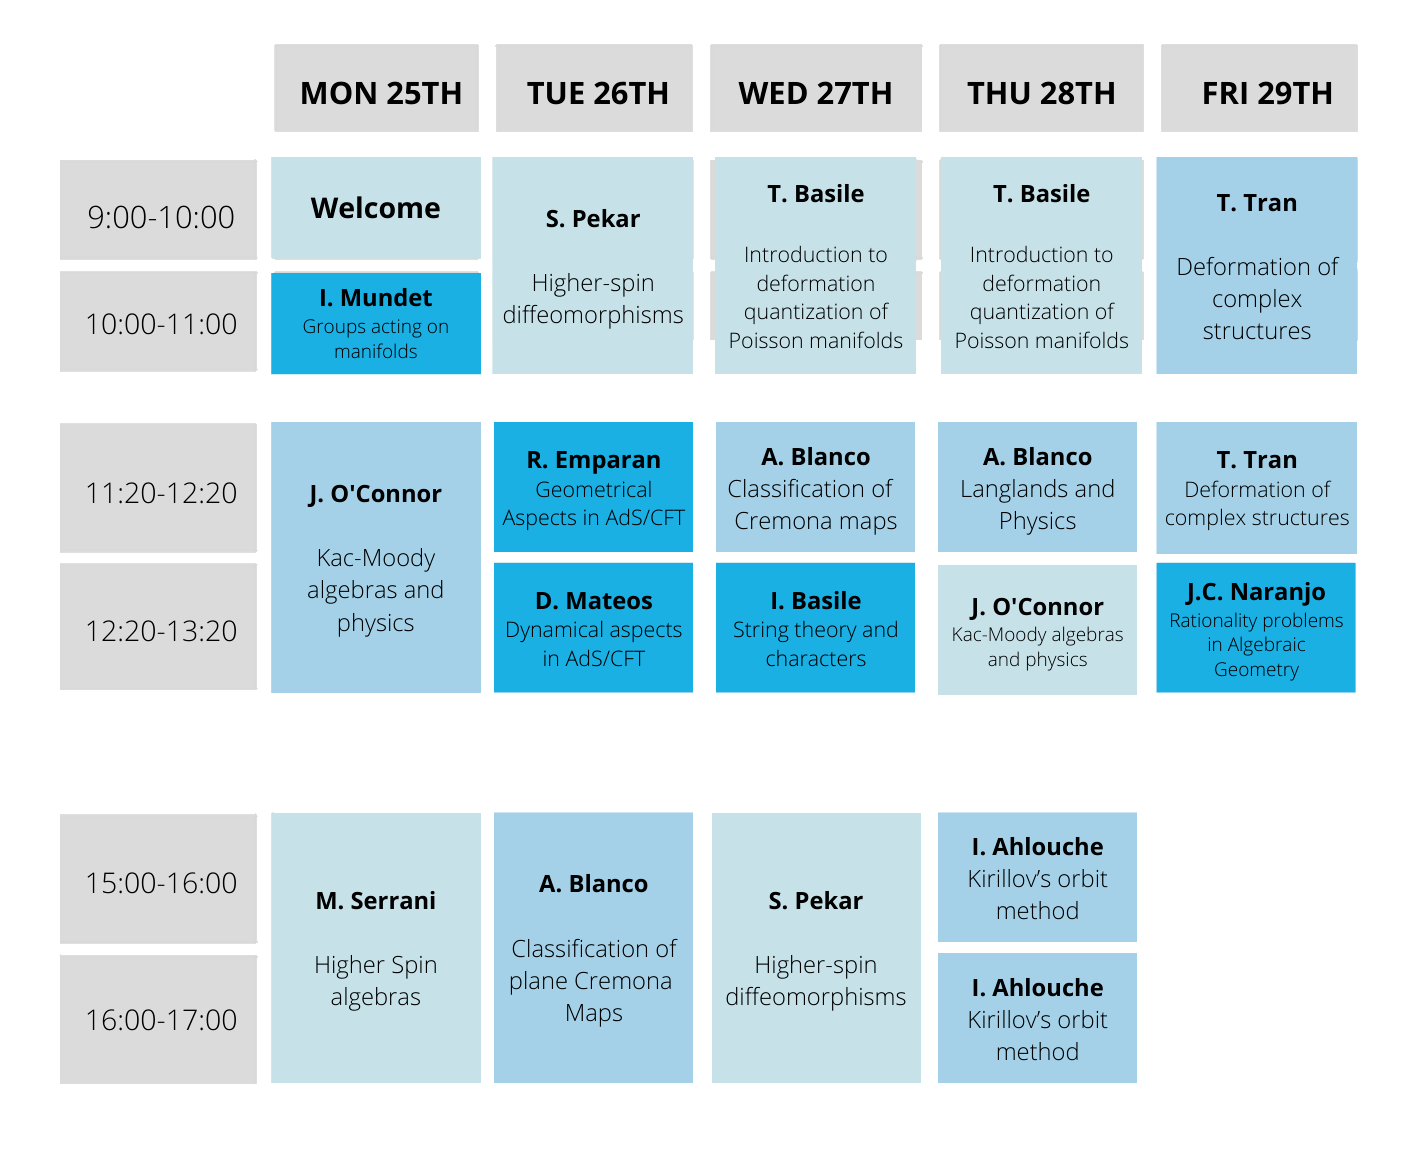 MON 25TH
TUE 26TH
WED 27TH
THU 28TH
FRI 29TH
9:00-10:00
Welcome
10:00-11:00
I. Mundet
Groups acting on
manifolds
S. Pekar
Higher-spin
diffeomorphisms
T. Basile
Introduction to
deformation
quantization of
Poisson manifolds
T. Basile
Introduction to
deformation
quantization of
Poisson manifolds
T. Tran
Deformation of
complex
structures
11:20-12:20
12:20-13:20
J. O'Connor
Kac-Moody
algebras and
physics
R. Emparan
Geometrical
Aspects in AdS/CFT
D. Mateos
Dynamical aspects
in AdS/CFT
A. Blanco
Classification of
Cremona maps
I. Basile
String theory and
characters
A. Blanco
Langlands and
Physics
J. O'Connor
Kac-Moody algebras
and physics
T. Tran
Deformation of
complex structures
J.C. Naranjo
Rationality problems
in Algebraic
Geometry
15:00-16:00
16:00-17:00
M. Serrani
Higher Spin
algebras
A. Blanco
Classification of
plane Cremona
Maps
S. Pekar
Higher-spin
diffeomorphisms
I. Ahlouche
Kirillov’s orbit
method
I. Ahlouche
Kirillov’s orbit
method